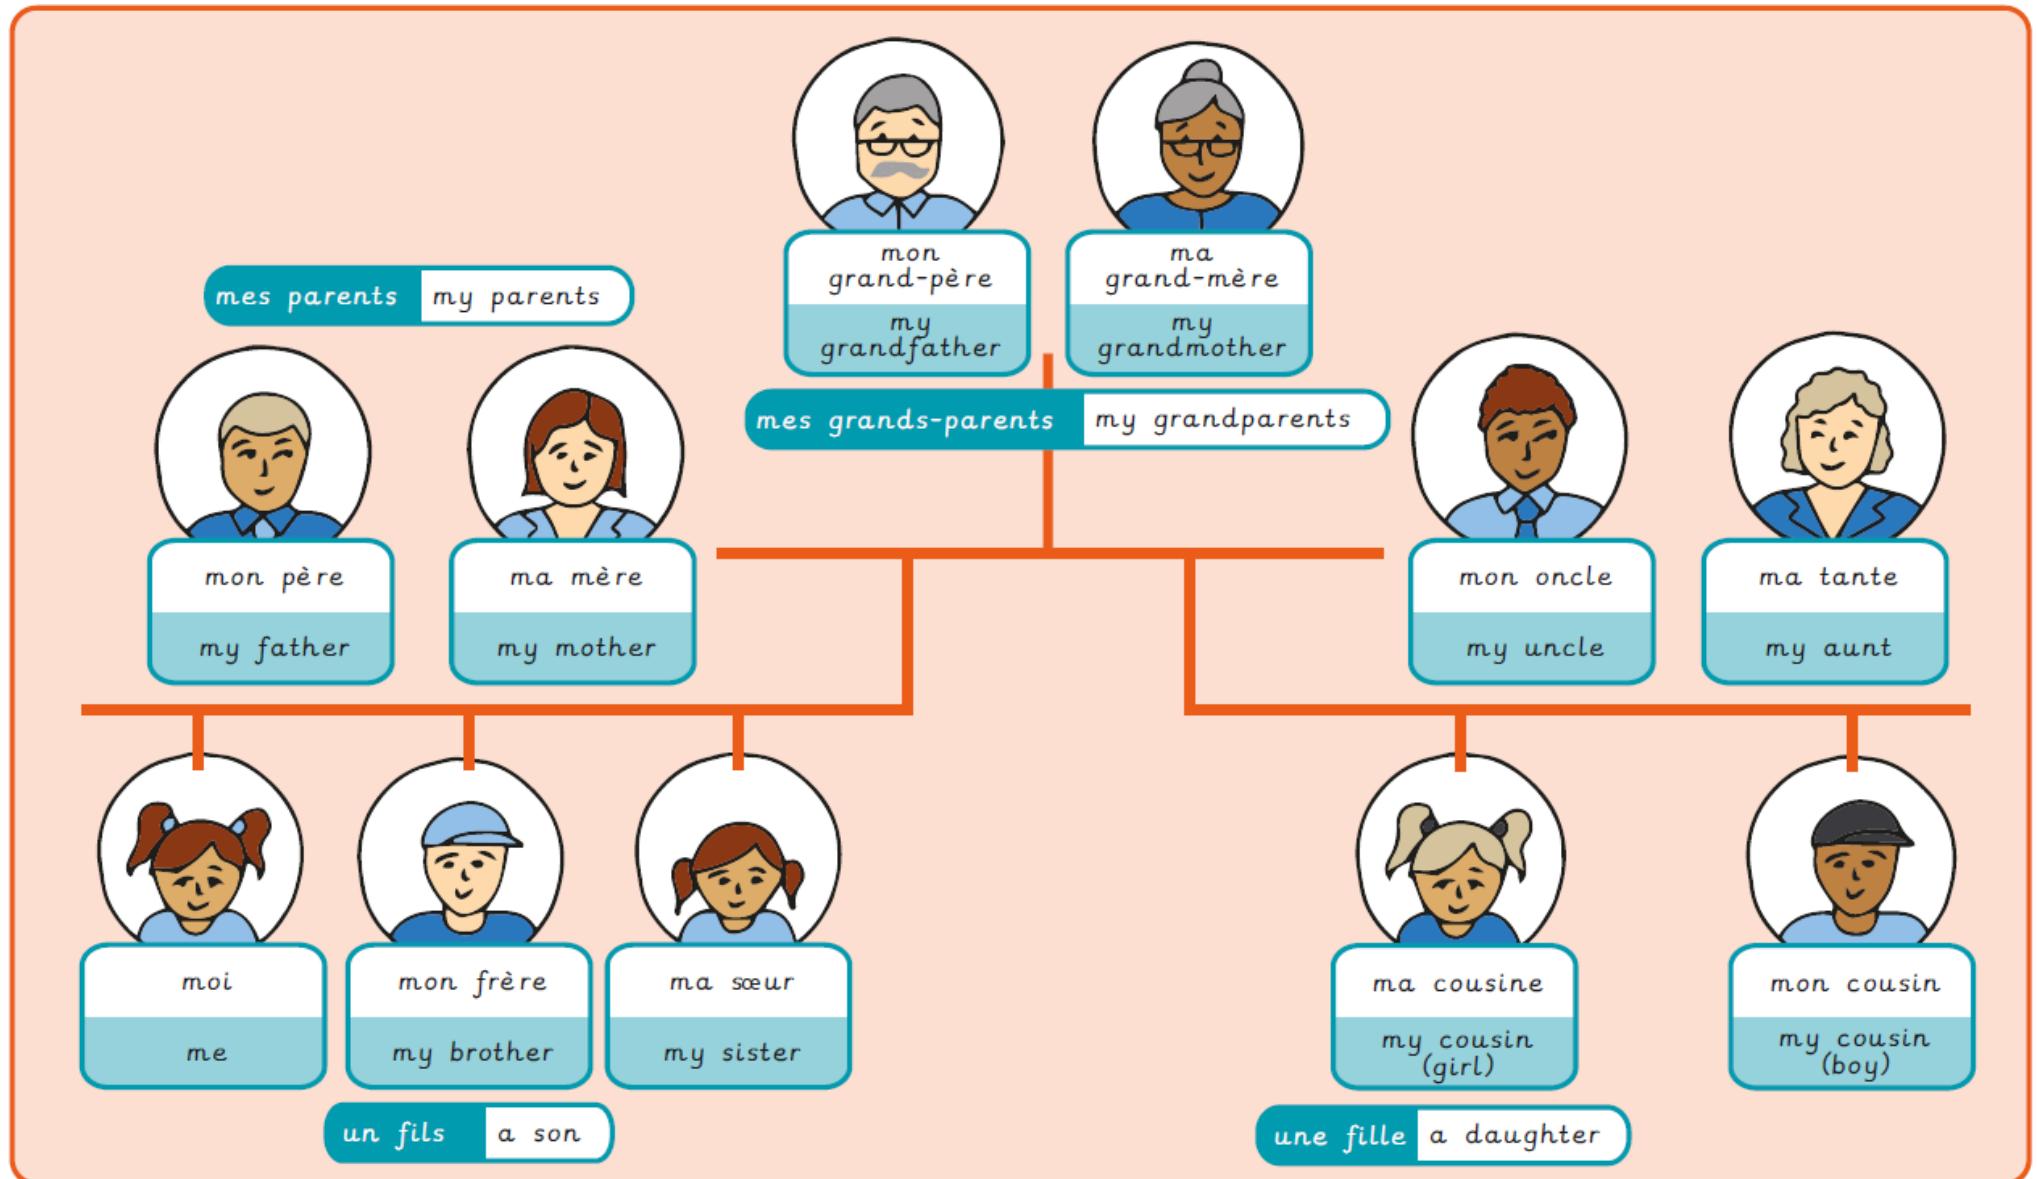 mon
grand-père
my
grandfather
ma
grand-mère
my
grandmother
mes parents my parents
mes grands-parents my grandparents
mon père
my father
ma mère
my mother
mon oncle
my uncle
ma tante
my aunt
moi
me
mon frère
my brother
ma sœur
my sister
ma cousine
my cousin
(girl)
mon cousin
my cousin
(boy)
un fils a son
une fille a daughter